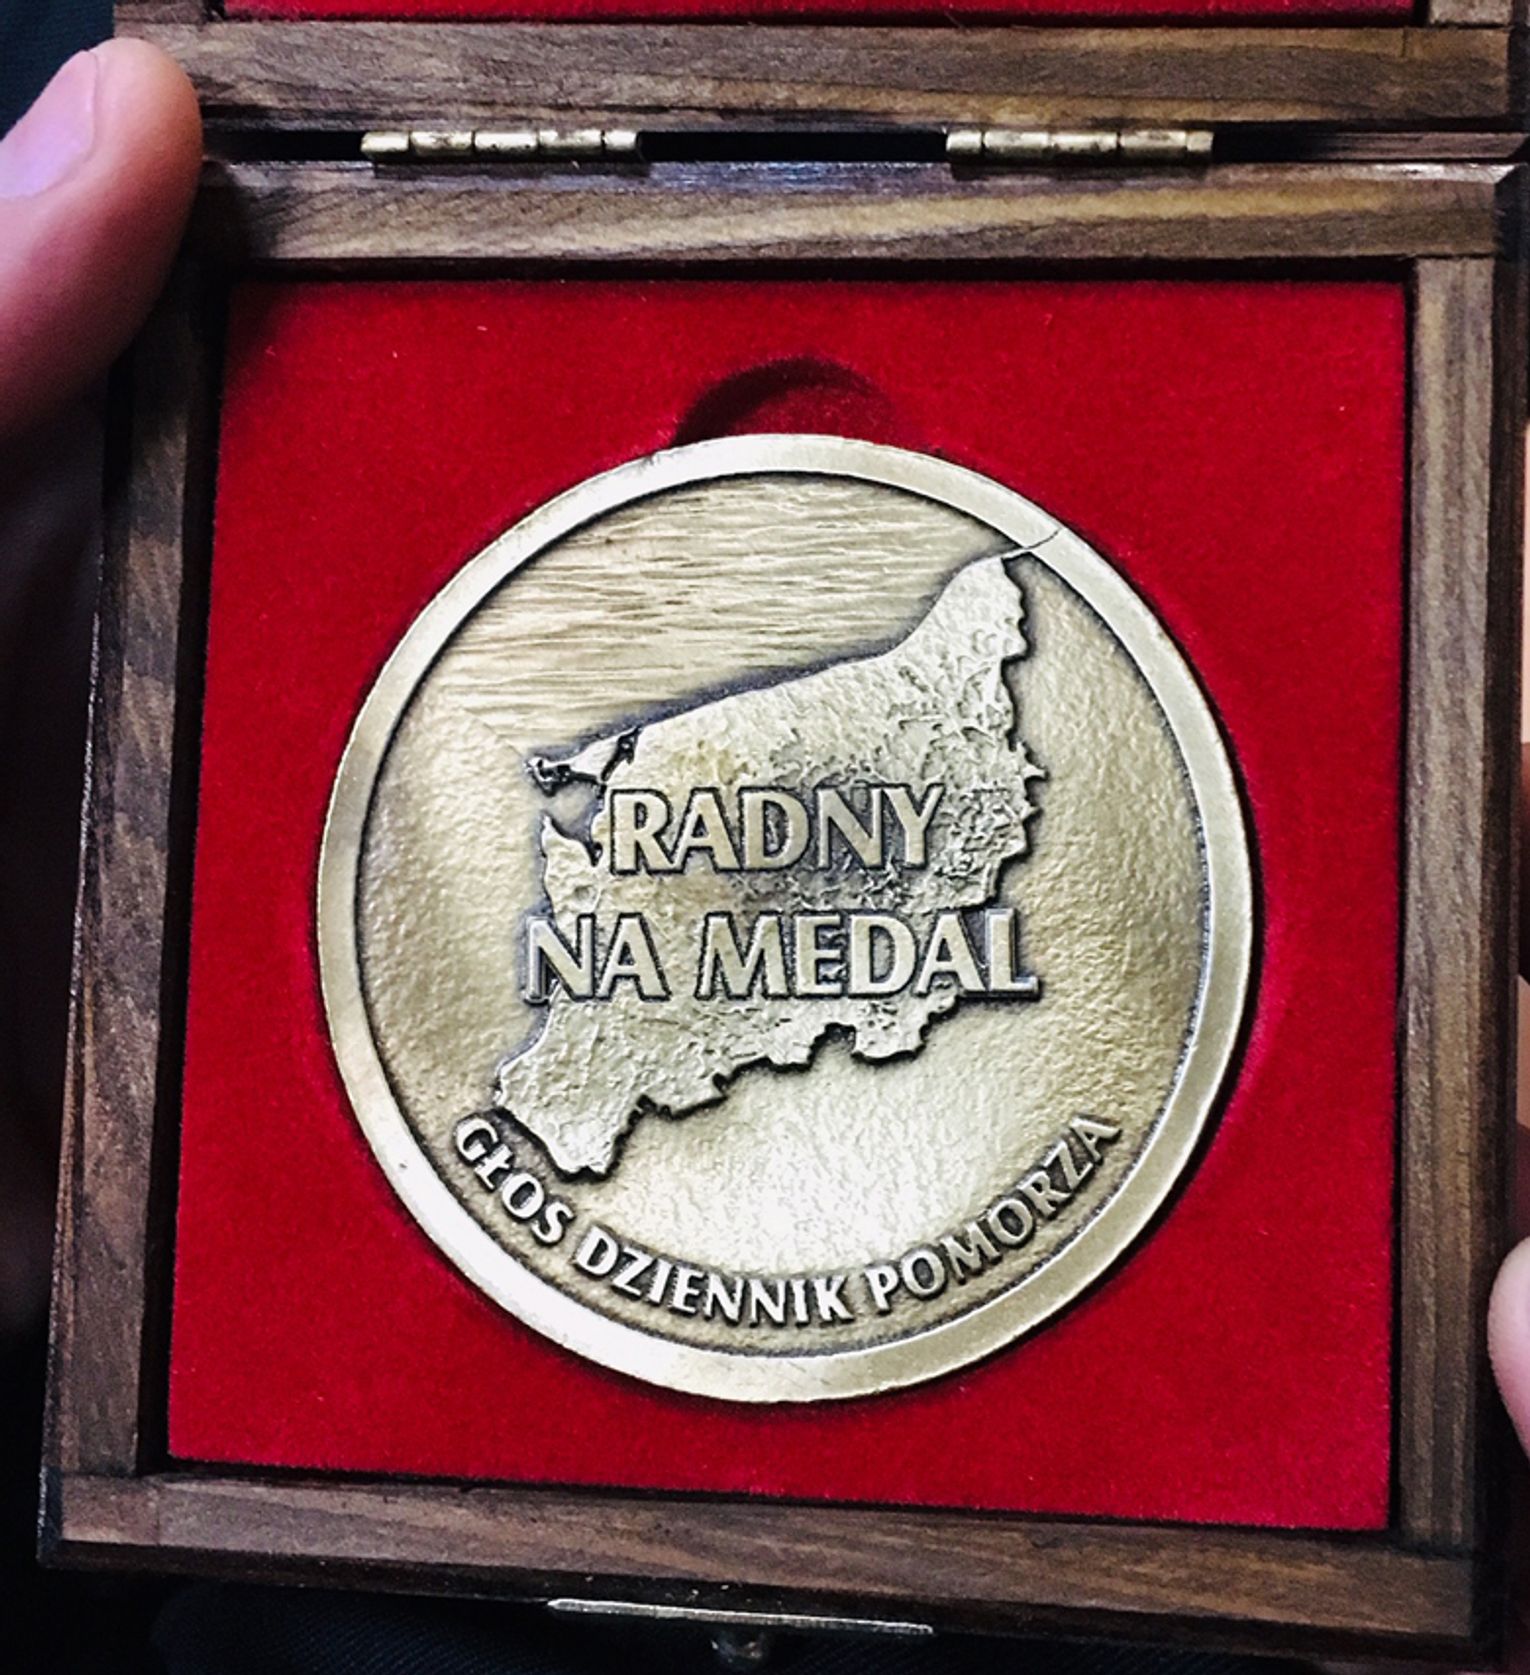 RADNY
NA MEDAL
GŁOS DZIENNIK POMORZA